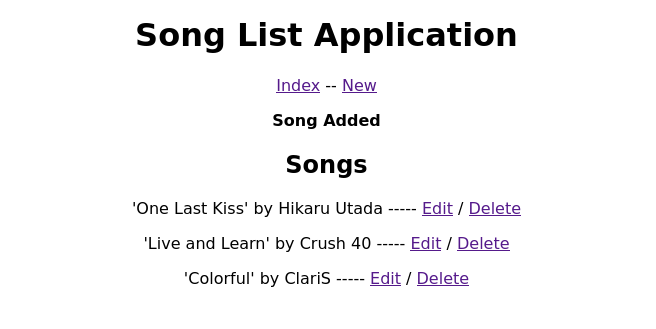 Song List Application
Index -- New
Song Added
Songs
'One Last Kiss' by Hikaru Utada ----- Edit / Delete
'Live and Learn' by Crush 40 ----- Edit / Delete
'Colorful' by ClariS ----- Edit / Delete